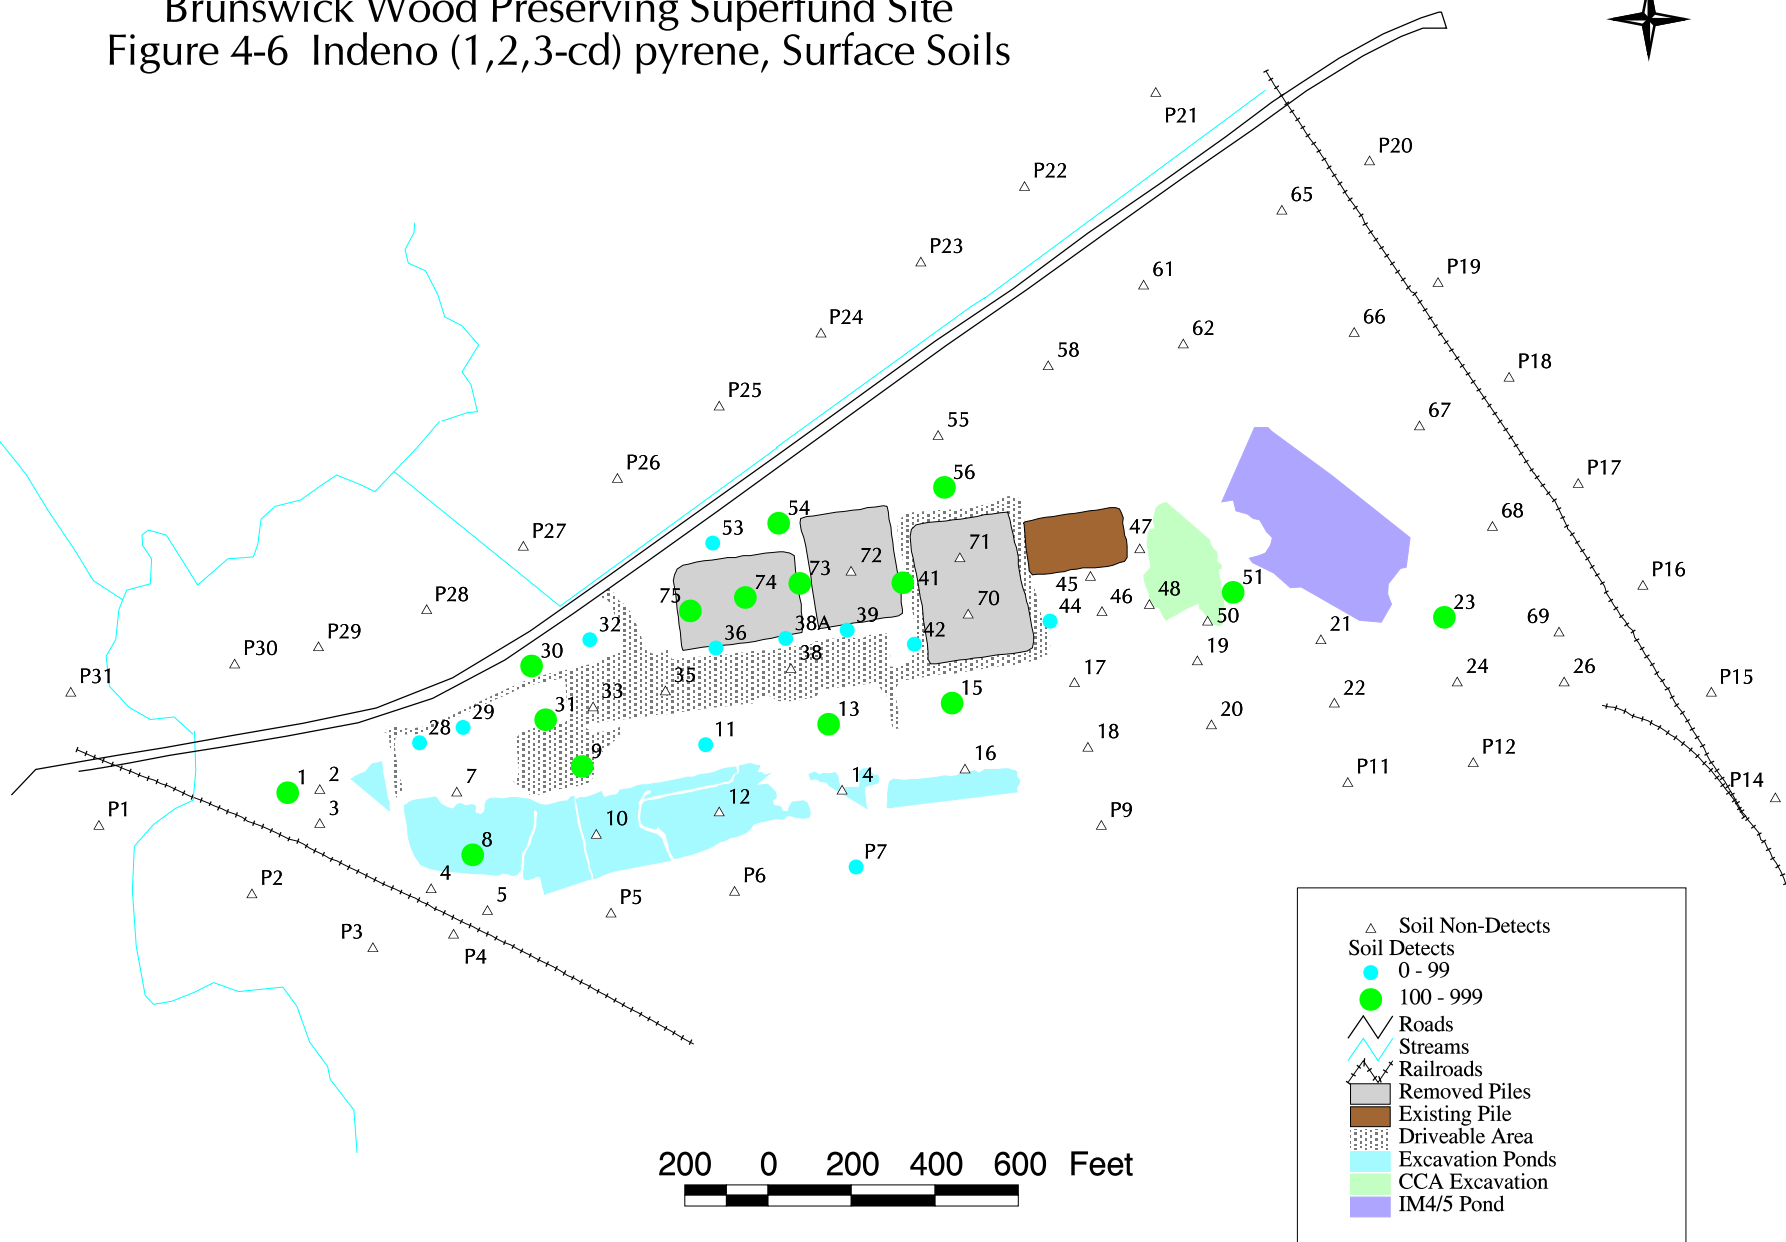 Brunswick Wood Preserving Superfund Site
Figure 4-6 Indeno (1,2,3-cd) pyrene, Surface Soils
P21
P20
P22
65
P23
61
P19
P24
66
62
58
P18
P25
67
55
P26
P17
56
54
68
53
47
P27
71
72
73
41
74
51
P16
75
45
48
46
70
44
23
P28
39
38A
36
42
32
50
21
69
P29
P30
30
38
19
P31
35
17
24
26
P15
33
15
22
31
13
20
29
28
11
18
9
16
P12
1
2
7
14
P11
P14
P1
3
12
10
P9
8
P7
4
P2
P6
5
P5
P3
P4
Soil Non-Detects
Soil Detects
0 - 99
100 - 999
Roads
Streams
Railroads
Removed Piles
Existing Pile
Driveable Area
Excavation Ponds
CCA Excavation
IM4/5 Pond
200 0 200 400 600 Feet